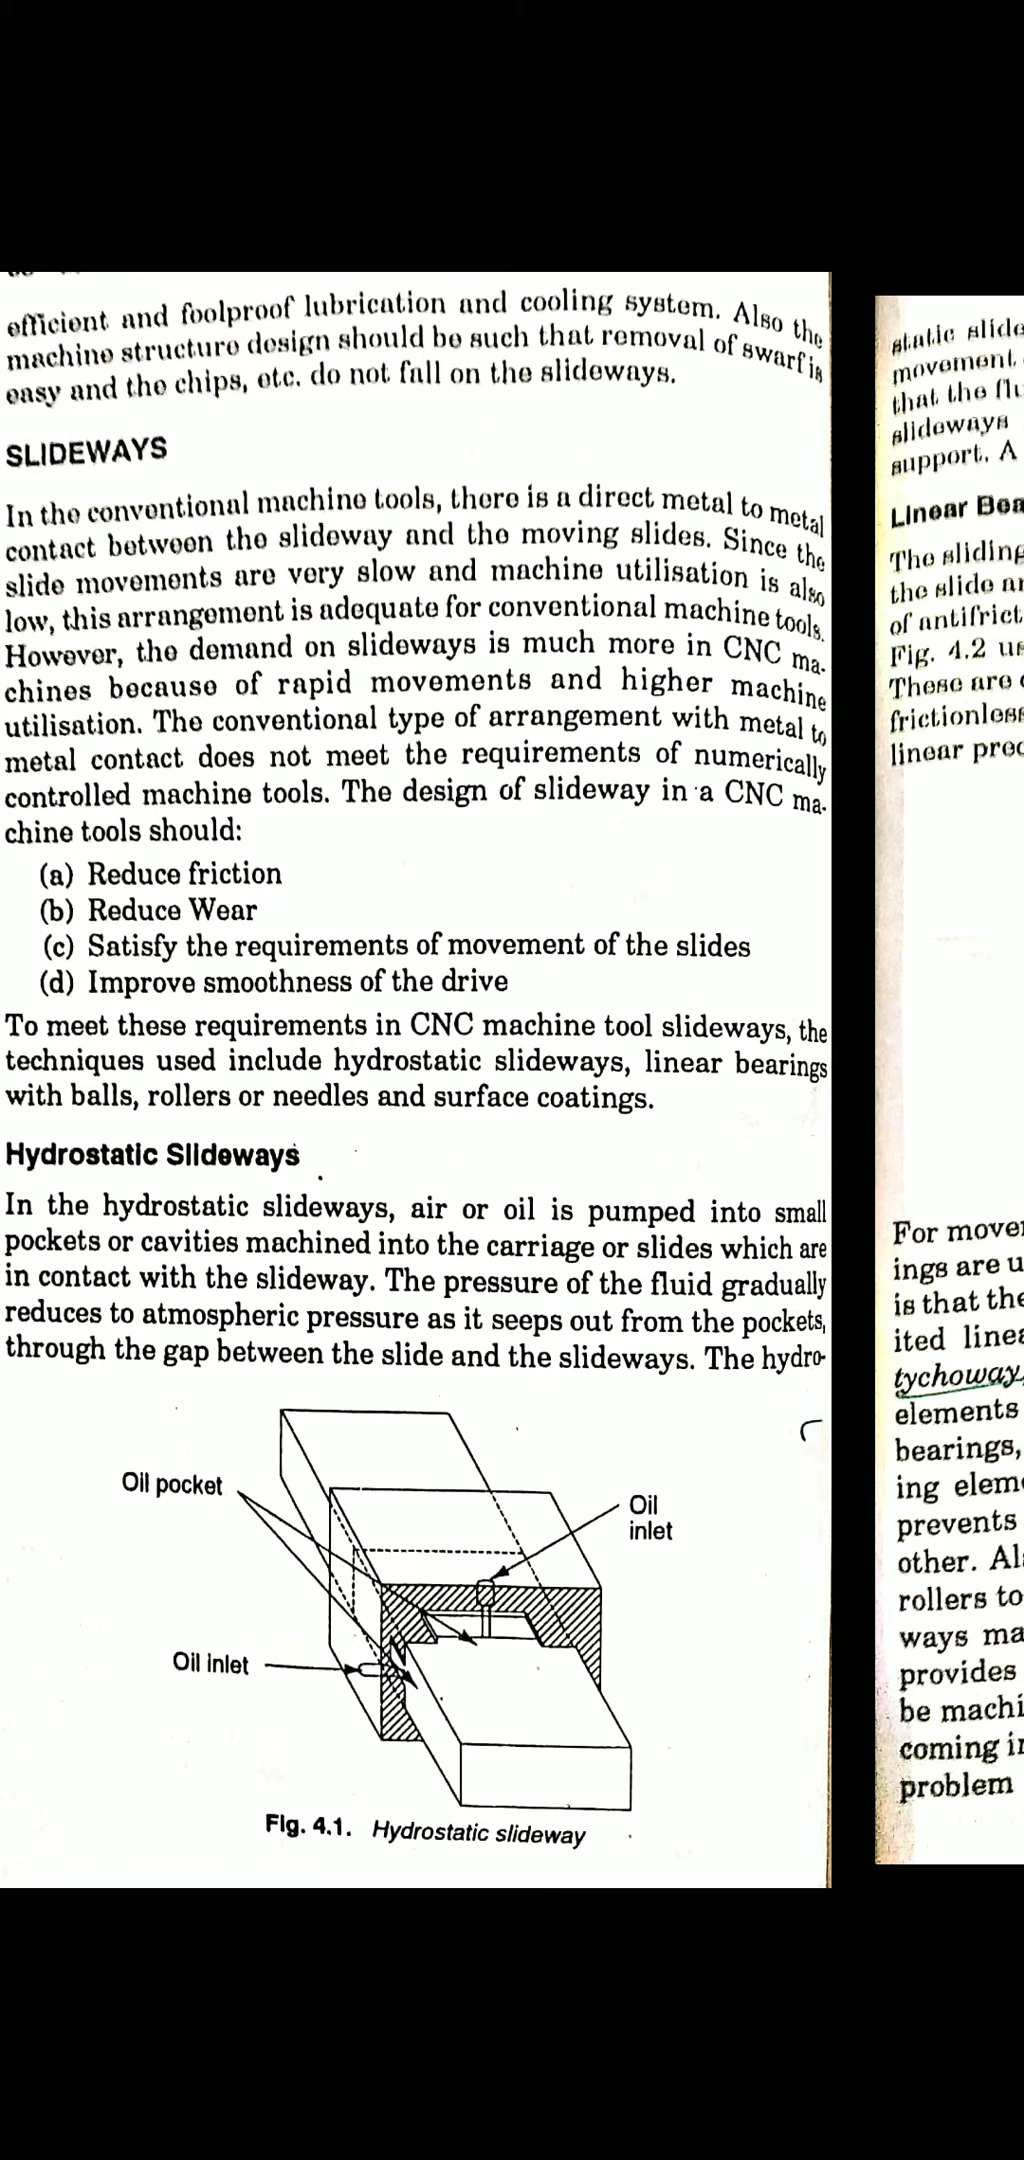 efficient and foolproof lubrication and cooling system. Also the
machine structure design should be such that removal of swarf is
easy and the chips, etc. do not fall on the slideways.
SLIDEWAYS
In the conventional machine tools, there is a direct metal to metal
contact between the slideway and the moving slides. Since the
slide movements are very slow and machine utilisation is also
low, this arrangement is adequate for conventional machine tools.
However, the demand on slideways is much more in CNC ma-
chines because of rapid movements and higher machine
utilisation. The conventional type of arrangement with metal to
metal contact does not meet the requirements of numerically
controlled machine tools. The design of slideway in a CNC ma-
chine tools should:
(a) Reduce friction
(b) Reduce Wear
(c) Satisfy the requirements of movement of the slides
(d) Improve smoothness of the drive
To meet these requirements in CNC machine tool slideways, the
techniques used include hydrostatic slideways, linear bearings
with balls, rollers or needles and surface coatings.
Hydrostatic Slideways
In the hydrostatic slideways, air or oil is pumped into small
pockets or cavities machined into the carriage or slides which are
in contact with the slideway. The pressure of the fluid gradually
reduces to atmospheric pressure as it seeps out from the pockets,
through the gap between the slide and the slideways. The hydro-
Oil pocket
Oil
inlet
Oil inlet
Fig. 4.1. Hydrostatic slideway
static slide
movement
that the flu
slideways
support. A
Linear Bea
The sliding
the slide an
of antifrict
Fig. 4.2 us
These are
frictionless
linear prec
For mover
ings are u
is that the
ited linea
tychoway,
elements
bearings,
ing eleme
prevents
other. Als
rollers to
ways ma
provides
be machi
coming in
problem